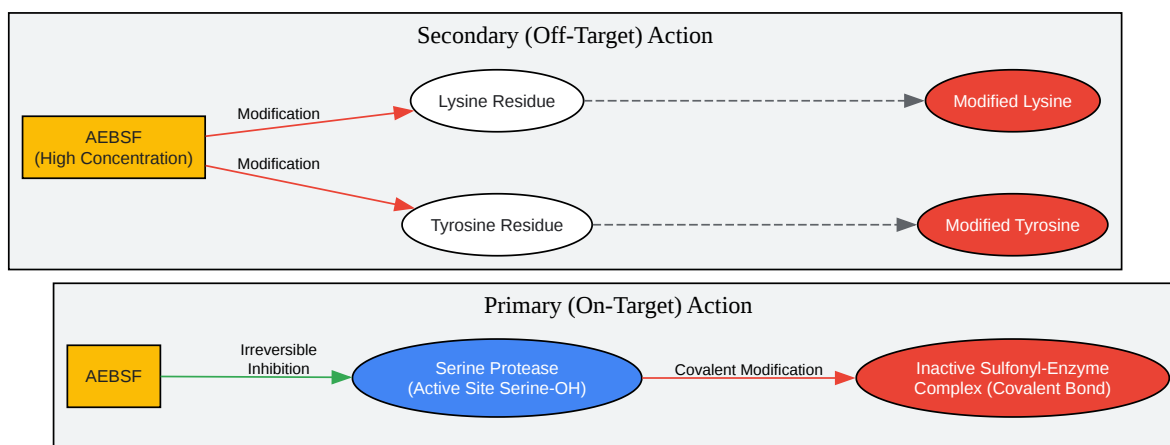 Secondary (Off-Target) Action
AEBSF
(High Concentration)
Modification
Modification
Lysine Residue
Modified Lysine
Tyrosine Residue
Modified Tyrosine
Primary (On-Target) Action
AEBSF
Irreversible
Inhibition
Serine Protease
(Active Site Serine-OH)
Covalent Modification
Inactive Sulfonyl-Enzyme
Complex (Covalent Bond)